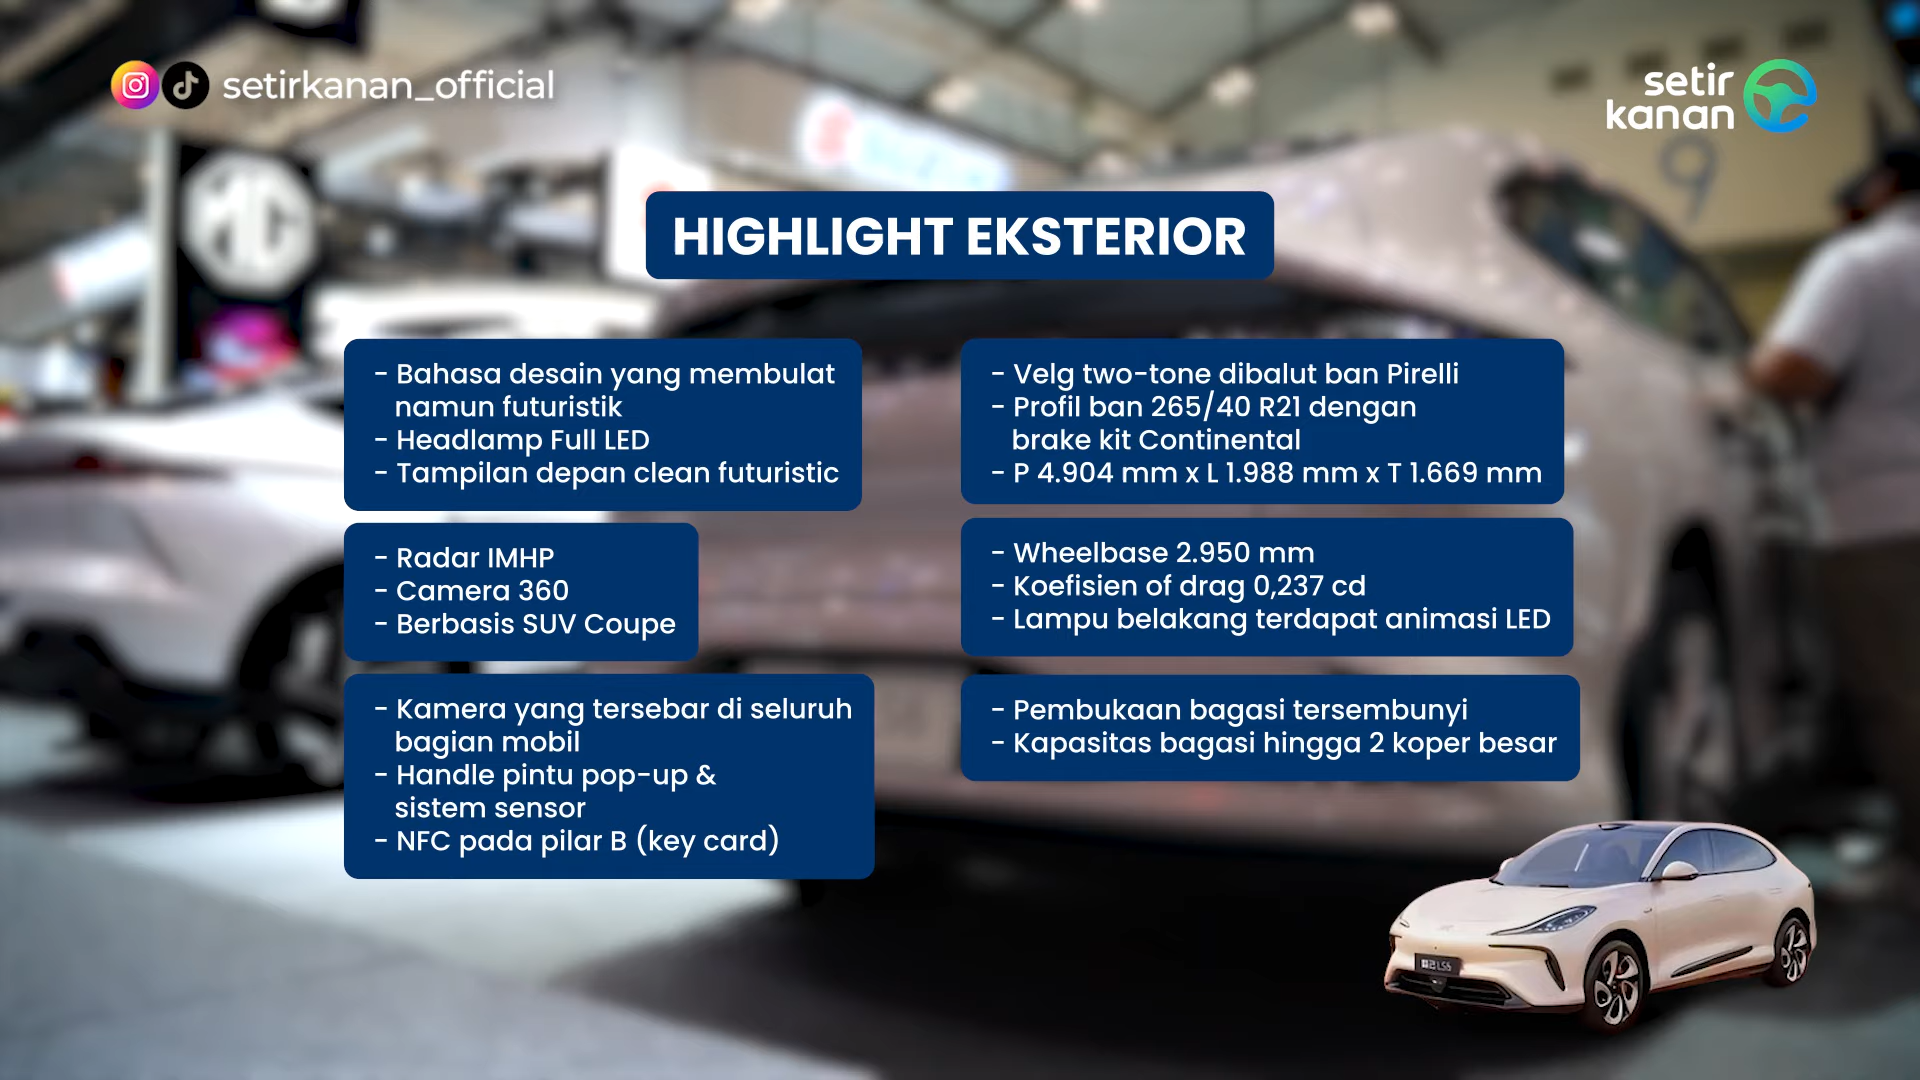 setirkanan_official
setir
kanan
MG
9
HIGHLIGHT EKSTERIOR
- Bahasa desain yang membulat
namun futuristik
- Headlamp Full LED
- Tampilan depan clean futuristic
- Radar IMHP
- Camera 360
- Berbasis SUV Coupe
- Kamera yang tersebar di seluruh
bagian mobil
- Handle pintu pop-up &
sistem sensor
- NFC pada pilar B (key card)
- Velg two-tone dibalut ban Pirelli
- Profil ban 265/40 R21 dengan
brake kit Continental
- P 4.904 mm x L 1.988 mm x T 1.669 mm
- Wheelbase 2.950 mm
- Koefisien of drag 0,237 cd
- Lampu belakang terdapat animasi LED
- Pembukaan bagasi tersembunyi
- Kapasitas bagasi hingga 2 koper besar
LS6